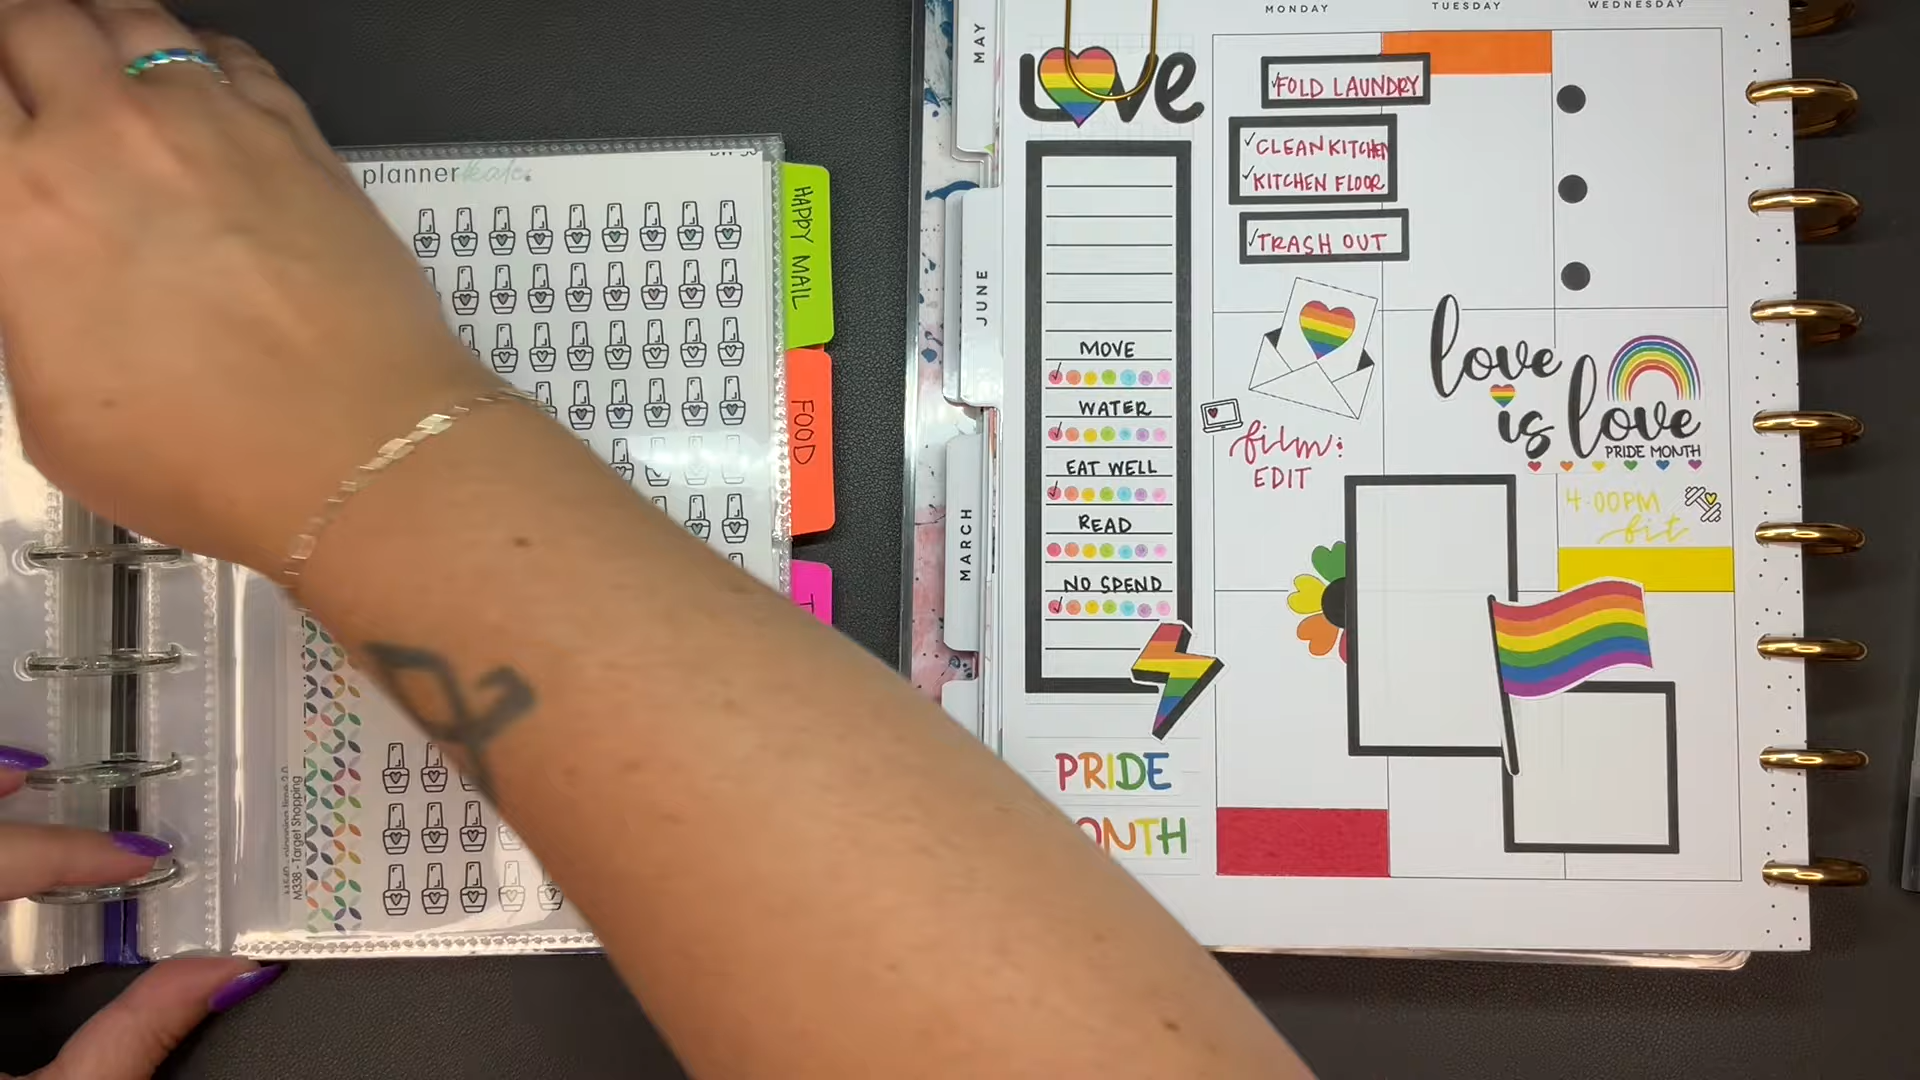 plannerkate.
HAPPY MAIL
FOOD
M338 - Target Shopping
MAY
JUNE
MARCH
MONDAY
TUESDAY
WEDNESDAY
LOVE
MOVE
WATER
EAT WELL
READ
NO SPEND
PRIDE
MONTH
FOLD LAUNDRY
CLEAN KITCHEN
KITCHEN FLOOR
TRASH OUT
film:
EDIT
love
is love
PRIDE MONTH
4:00PM
fit